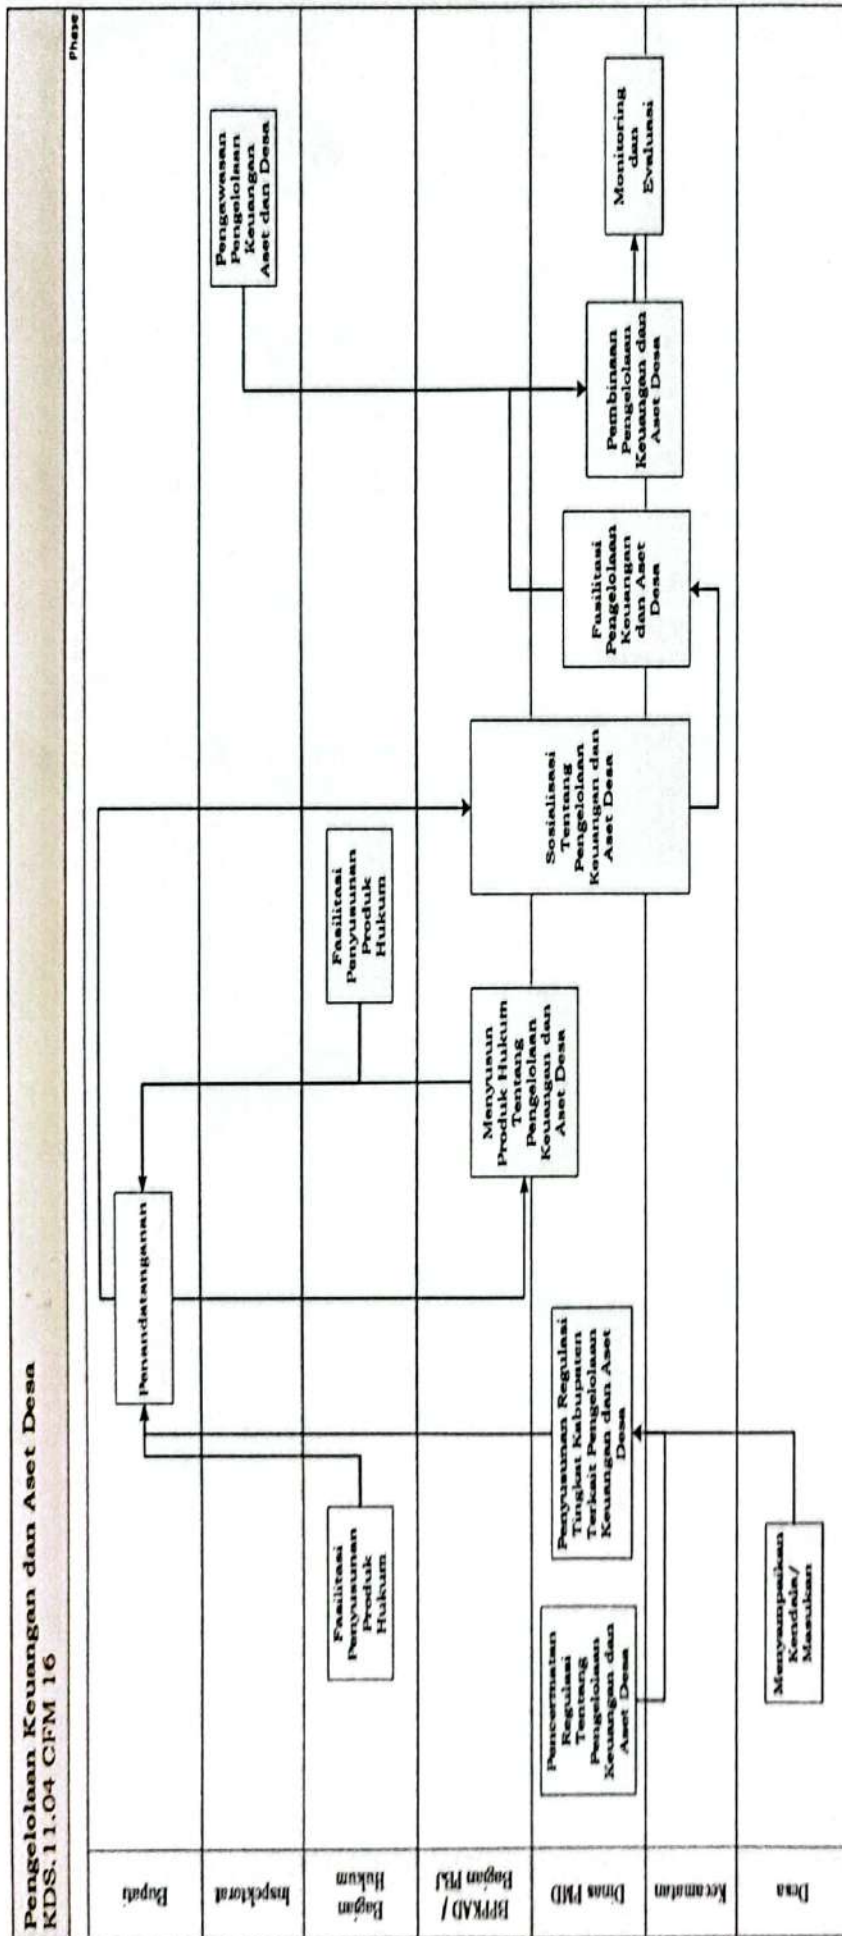 Pengelolaan Keuangan dan Aset Desa
KDS.11.04 CFM 16
Phase
Bupati
Penandatanganan
Inspektorat
Pengawasan
Pengelolaan
Keuangan
Aset dan Desa
Bagian
Hukum
Fasilitasi
Penyusunan
Produk
Hukum
Fasilitasi
Penyusunan
Produk
Hukum
BPPKAD /
Bagian PBJ
Menyusun
Produk Hukum
Tentang
Pengelolaan
Keuangan dan
Aset Desa
Sosialisasi
Tentang
Pengelolaan
Keuangan dan
Aset Desa
Dinas PMD
Pencermatan
Regulasi
Tentang
Pengelolaan
Keuangan dan
Aset Desa
Penyusunan Regulasi
Tingkat Kabupaten
Terkait Pengelolaan
Keuangan dan Aset
Desa
Fasilitasi
Pengelolaan
Keuangan
dan Aset
Desa
Pembinaan
Pengelolaan
Keuangan dan
Aset Desa
Monitoring
dan
Evaluasi
Kecamatan
Desa
Menyampaikan
Kendala/
Masukan